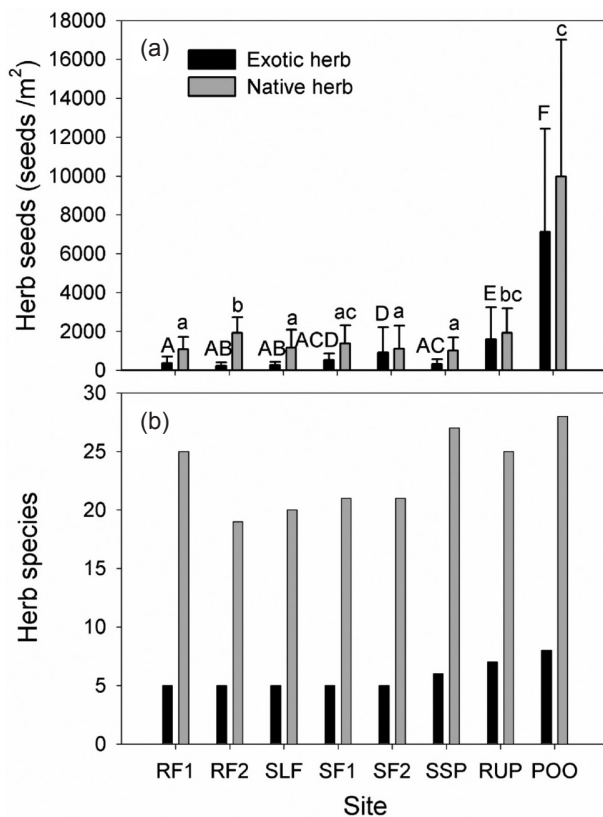 (a)
Exotic herb
Native herb
Herb seeds (seeds /m²)
18000
16000
14000
12000
10000
8000
6000
4000
2000
0
A a AB b AB a ACD ac D a AC a E bc F c
(b)
Herb species
30
25
20
15
10
5
0
RF1 RF2 SLF SF1 SF2 SSP RUP POO
Site